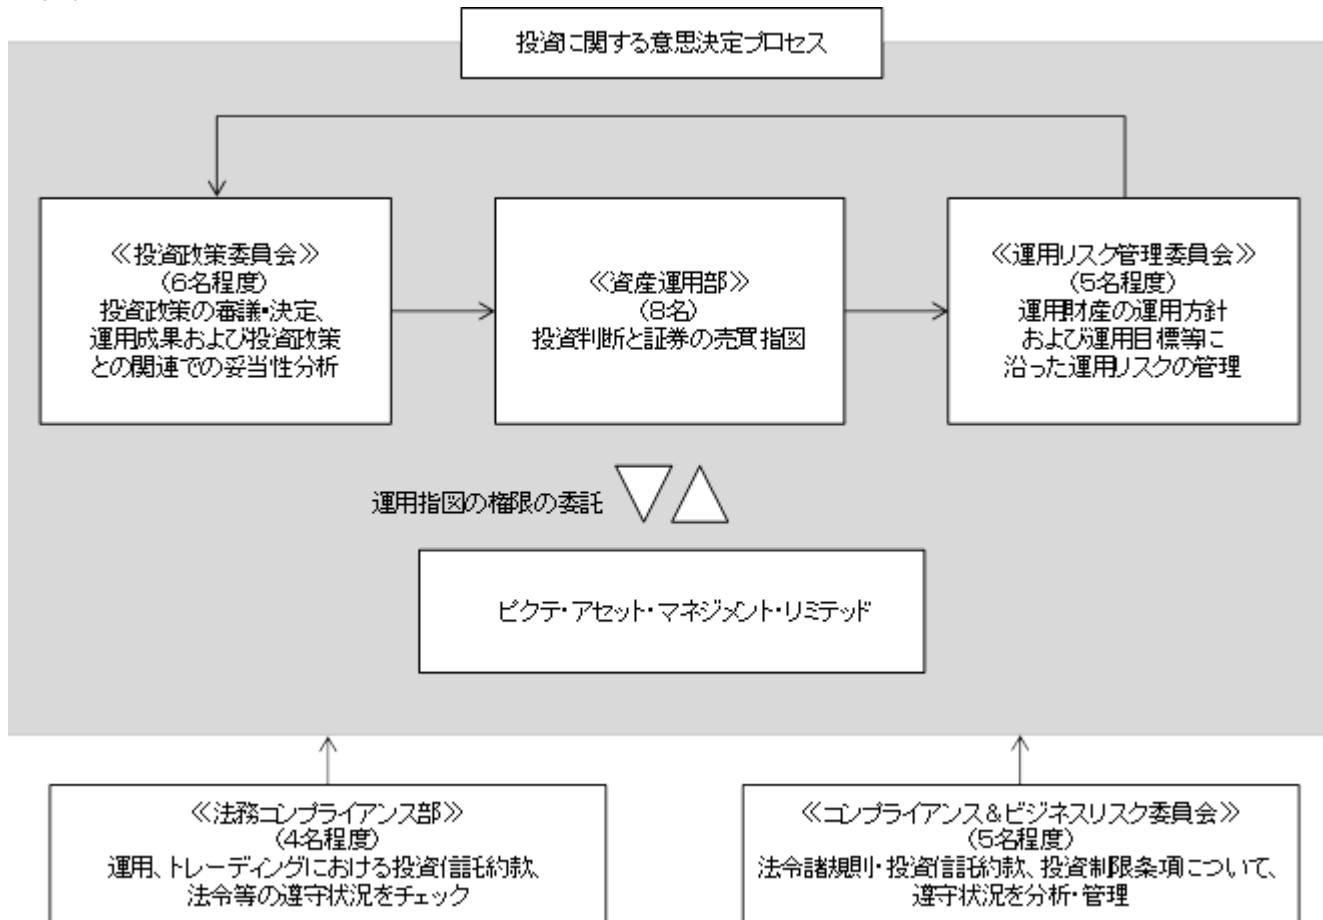 投資に関する意思決定プロセス
≪投資政策委員会≫
(6名程度)
投資政策の審議・決定、
運用成果および投資政策
との関連での妥当性分析
≪資産運用部≫
(8名)
投資判断と証券の売買指図
≪運用リスク管理委員会≫
(5名程度)
運用財産の運用方針
および運用目標等に
沿った運用リスクの管理
運用指図の権限の委託
ピクテ・アセット・マネジメント・リミテッド
≪法務コンプライアンス部≫
(4名程度)
運用、トレーディングにおける投資信託約款、
法令等の遵守状況をチェック
≪コンプライアンス&ビジネスリスク委員会≫
(5名程度)
法令諸規則・投資信託約款、投資制限条項について、
遵守状況を分析・管理